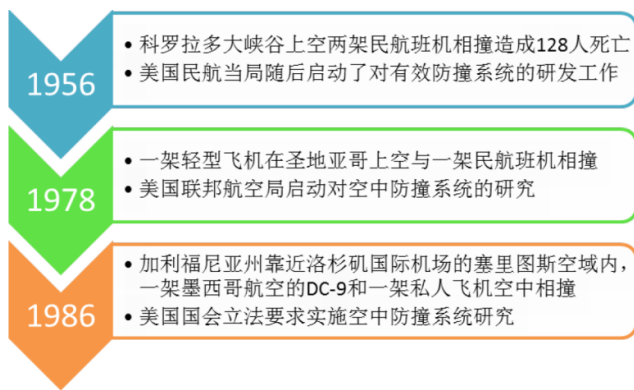 1956
• 科罗拉多大峡谷上空两架民航班机相撞造成128人死亡
• 美国民航当局随后启动了对有效防撞系统的研发工作
1978
• 一架轻型飞机在圣地亚哥上空与一架民航班机相撞
• 美国联邦航空局启动对空中防撞系统的研究
1986
• 加利福尼亚州靠近洛杉矶国际机场的塞里图斯空域内，
一架墨西哥航空的DC-9和一架私人飞机空中相撞
• 美国国会立法要求实施空中防撞系统研究